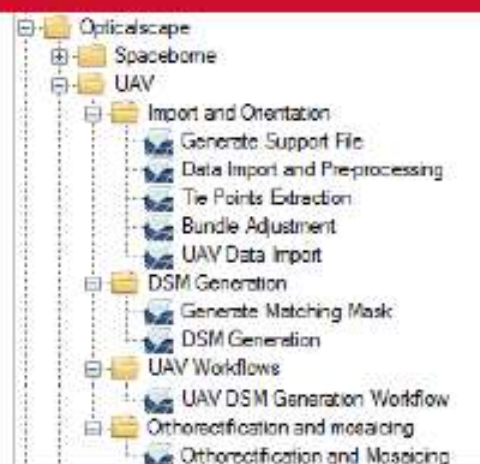 Opticalscape
Spaceborne
UAV
Import and Orientation
Generate Support File
Data Import and Pre-processing
Tie Points Extraction
Bundle Adjustment
UAV Data Import
DSM Generation
Generate Matching Mask
DSM Generation
UAV Workflows
UAV DSM Generation Workflow
Orthorectification and mosaicing
Orthorectification and Mosaicing